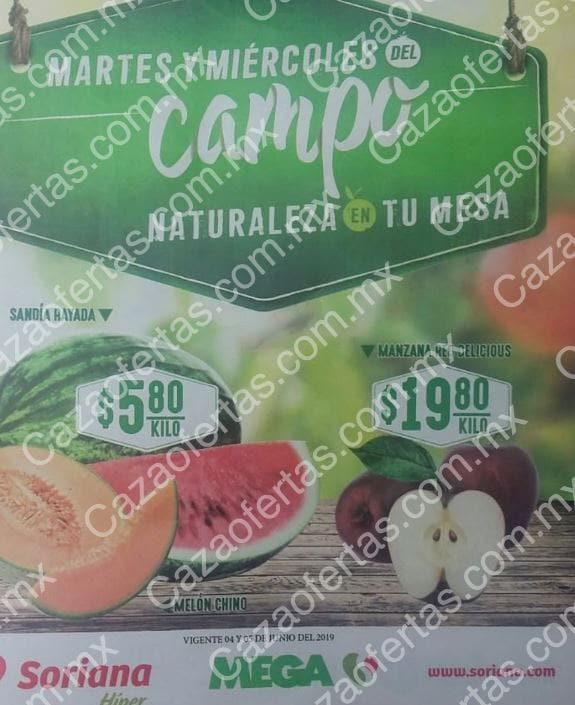 MARTES Y MIÉRCOLES DEL
campo
NATURALEZA EN TU MESA
SANDÍA RAYADA
MANZANA RED DELICIOUS
$5.80
KILO
$19.80
KILO
MELÓN CHINO
VIGENTE 04 Y 05 DE JUNIO DEL 2019
Soriana
Híper
MEGA
www.soriana.com
Cazaofertas.com.mx